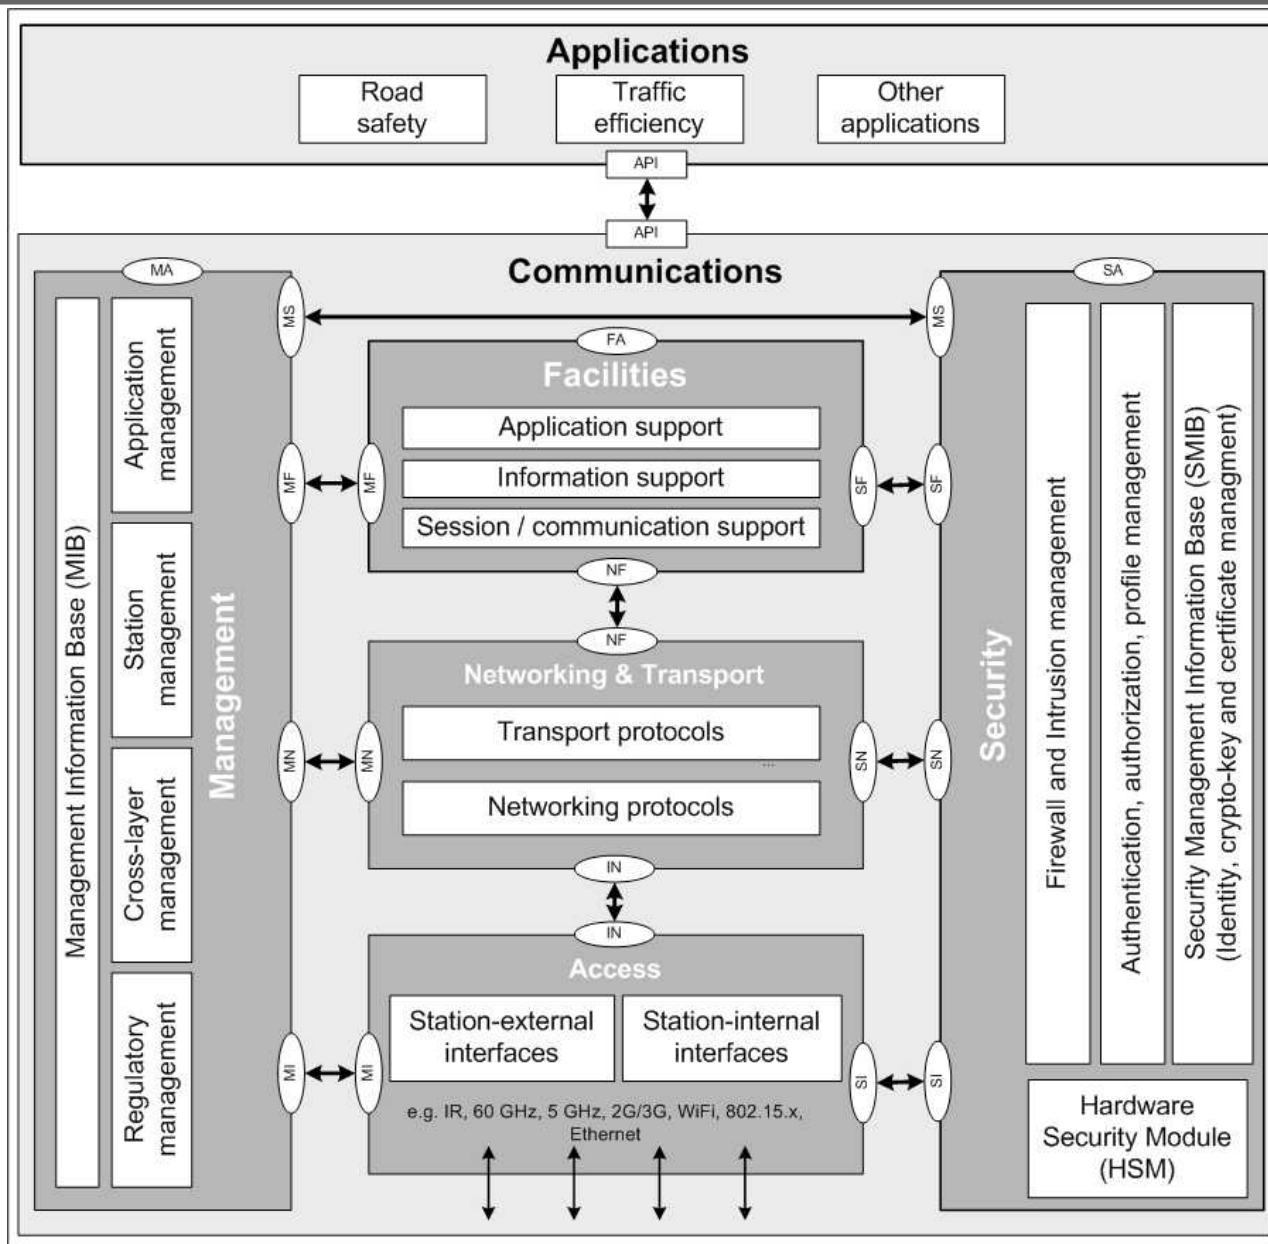 Applications
Road
safety
Traffic
efficiency
Other
applications
API
API
Communications
MA
SA
MS
MS
Management Information Base (MIB)
Application
management
Station
management
Cross-layer
management
Regulatory
management
Management
FA
Facilities
Application support
Information support
Session / communication support
MF
MF
SF
SF
NF
NF
Networking & Transport
Transport protocols
...
Networking protocols
MN
MN
SN
SN
IN
IN
Access
Station-external
interfaces
Station-internal
interfaces
e.g. IR, 60 GHz, 5 GHz, 2G/3G, WiFi, 802.15.x,
Ethernet
MI
MI
SI
SI
Security
Firewall and Intrusion management
Authentication, authorization, profile management
Security Management Information Base (SMIB)
(Identity, crypto-key and certificate managment)
Hardware
Security Module
(HSM)